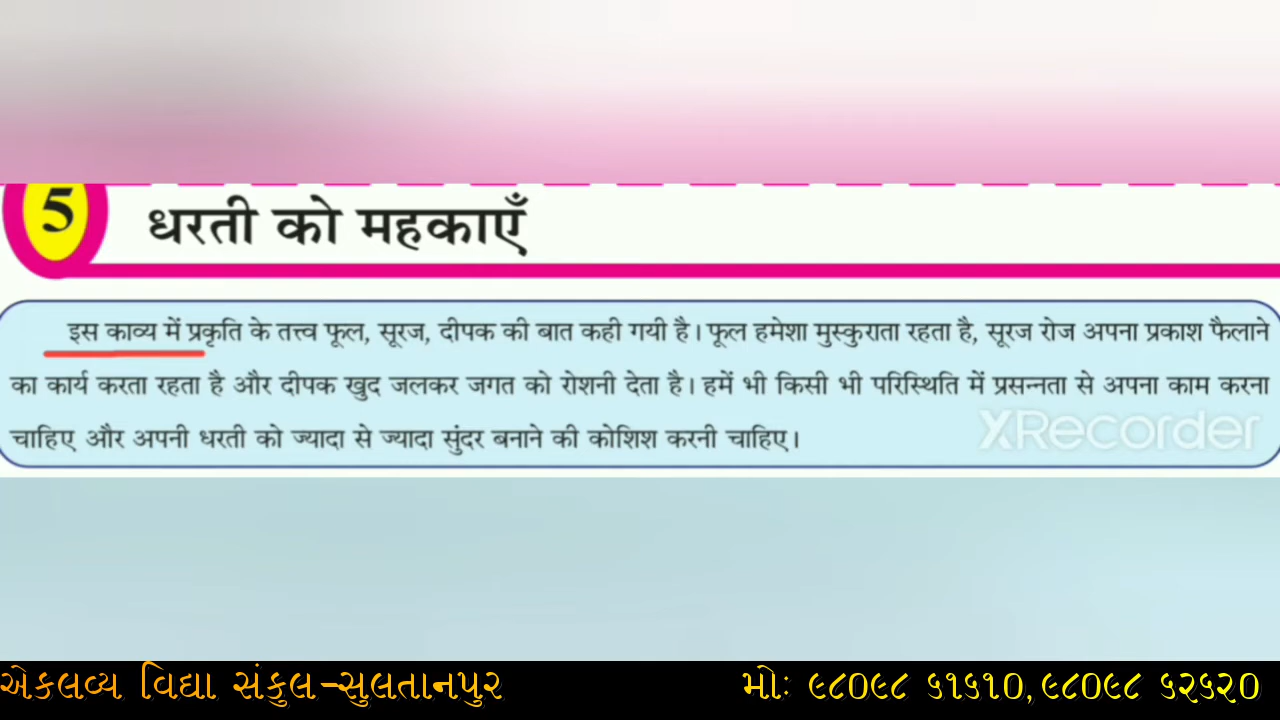 5
धरती को महकाएँ
इस काव्य में प्रकृति के तत्त्व फूल, सूरज, दीपक की बात कही गयी है। फूल हमेशा मुस्कुराता रहता है, सूरज रोज अपना प्रकाश फैलाने
का कार्य करता रहता है और दीपक खुद जलकर जगत को रोशनी देता है। हमें भी किसी भी परिस्थिति में प्रसन्नता से अपना काम करना
चाहिए और अपनी धरती को ज्यादा से ज्यादा सुंदर बनाने की कोशिश करनी चाहिए।
XRecorder
એકલવ્ય વિદ્યા સંકુલ-સુલતાનપુર
મોઃ ૯૮૦૯૮ ૬૧૬૧૦, ૯૮૦૯૮ ૬૨૬૨૦